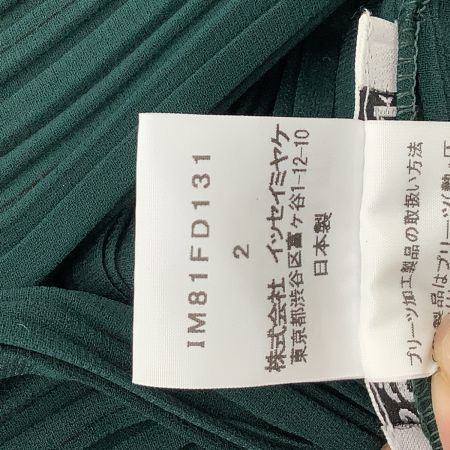 IM81FD131
2
株式会社 イッセイミヤケ
東京都渋谷区富ヶ谷1-12-10
日本製
プリーツ加工製品の取扱い方法